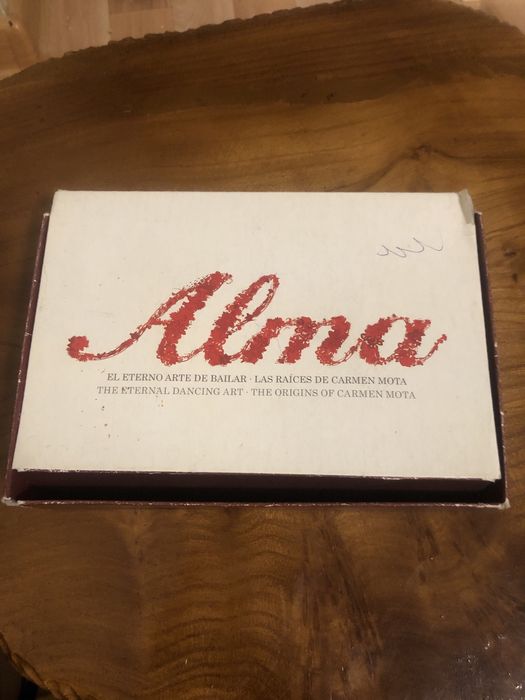 Alma
EL ETERNO ARTE DE BAILAR · LAS RAÍCES DE CARMEN MOTA
THE ETERNAL DANCING ART · THE ORIGINS OF CARMEN MOTA